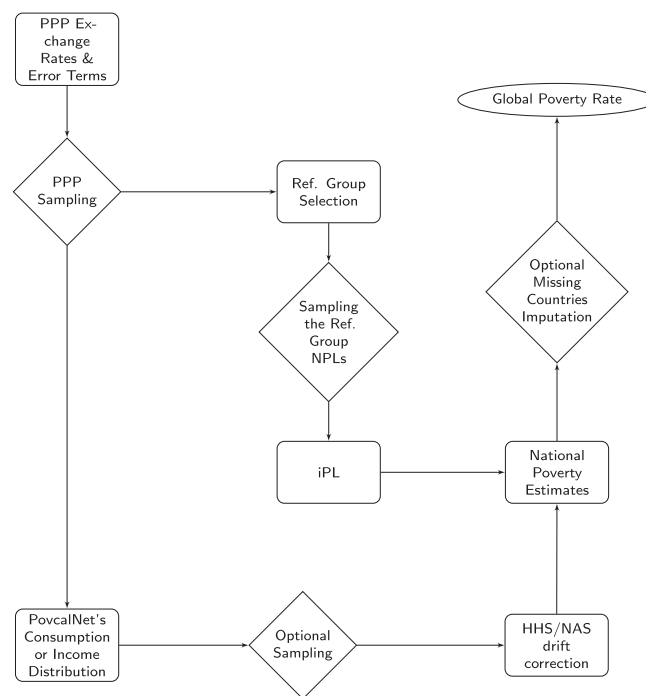 PPP Ex-
change
Rates &
Error Terms
Global Poverty Rate
PPP
Sampling
Ref. Group
Selection
Optional
Missing
Countries
Imputation
Sampling
the Ref.
Group
NPLs
iPL
National
Poverty
Estimates
PovcalNet's
Consumption
or Income
Distribution
Optional
Sampling
HHS/NAS
drift
correction